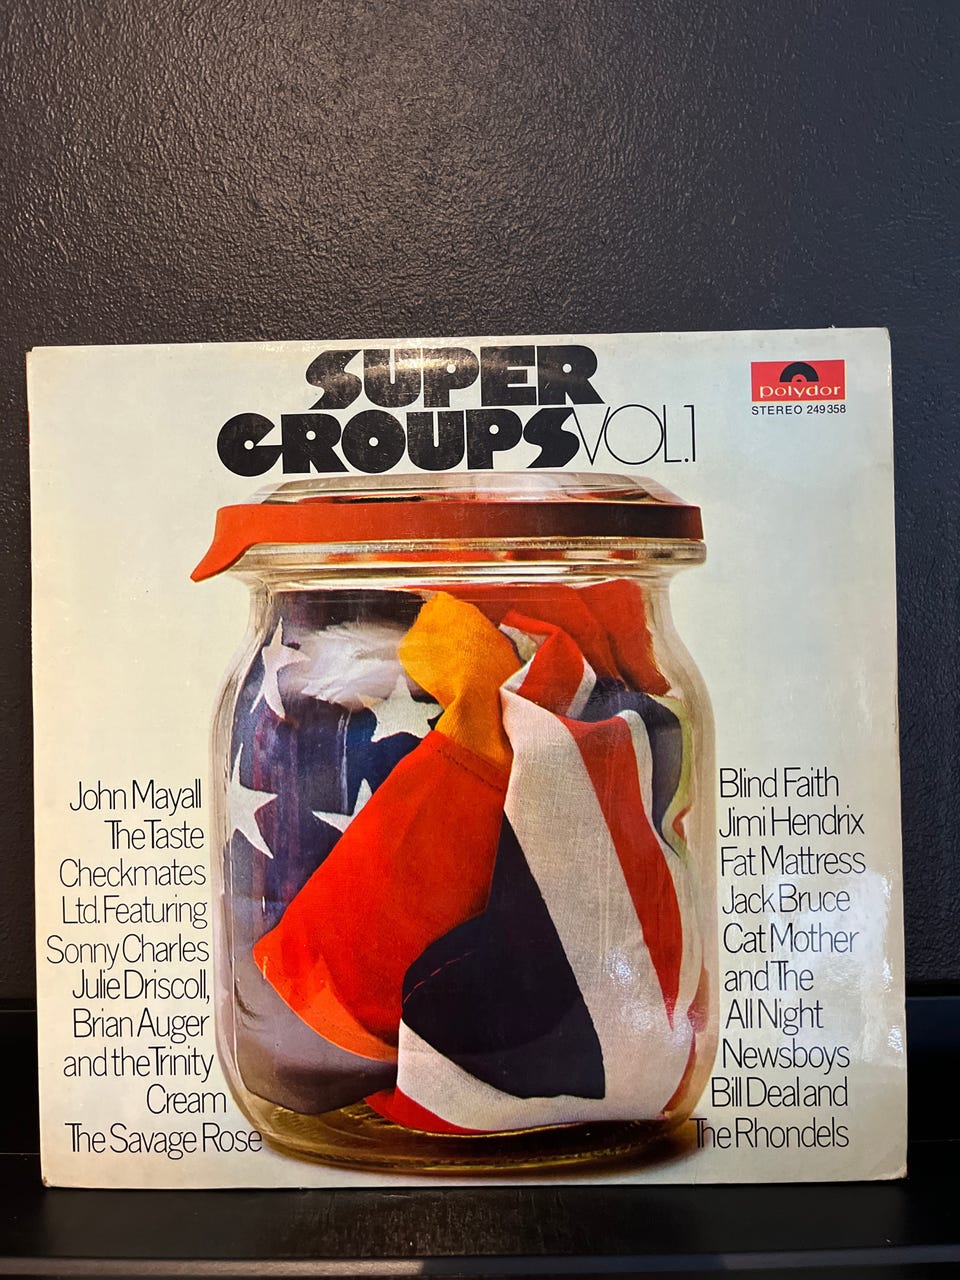 SUPER
GROUPS VOL.1
polydor
STEREO 249358
John Mayall
The Taste
Checkmates
Ltd. Featuring
Sonny Charles
Julie Driscoll,
Brian Auger
and the Trinity
Cream
The Savage Rose
Blind Faith
Jimi Hendrix
Fat Mattress
Jack Bruce
Cat Mother
and The
All Night
Newsboys
Bill Deal and
The Rhondels